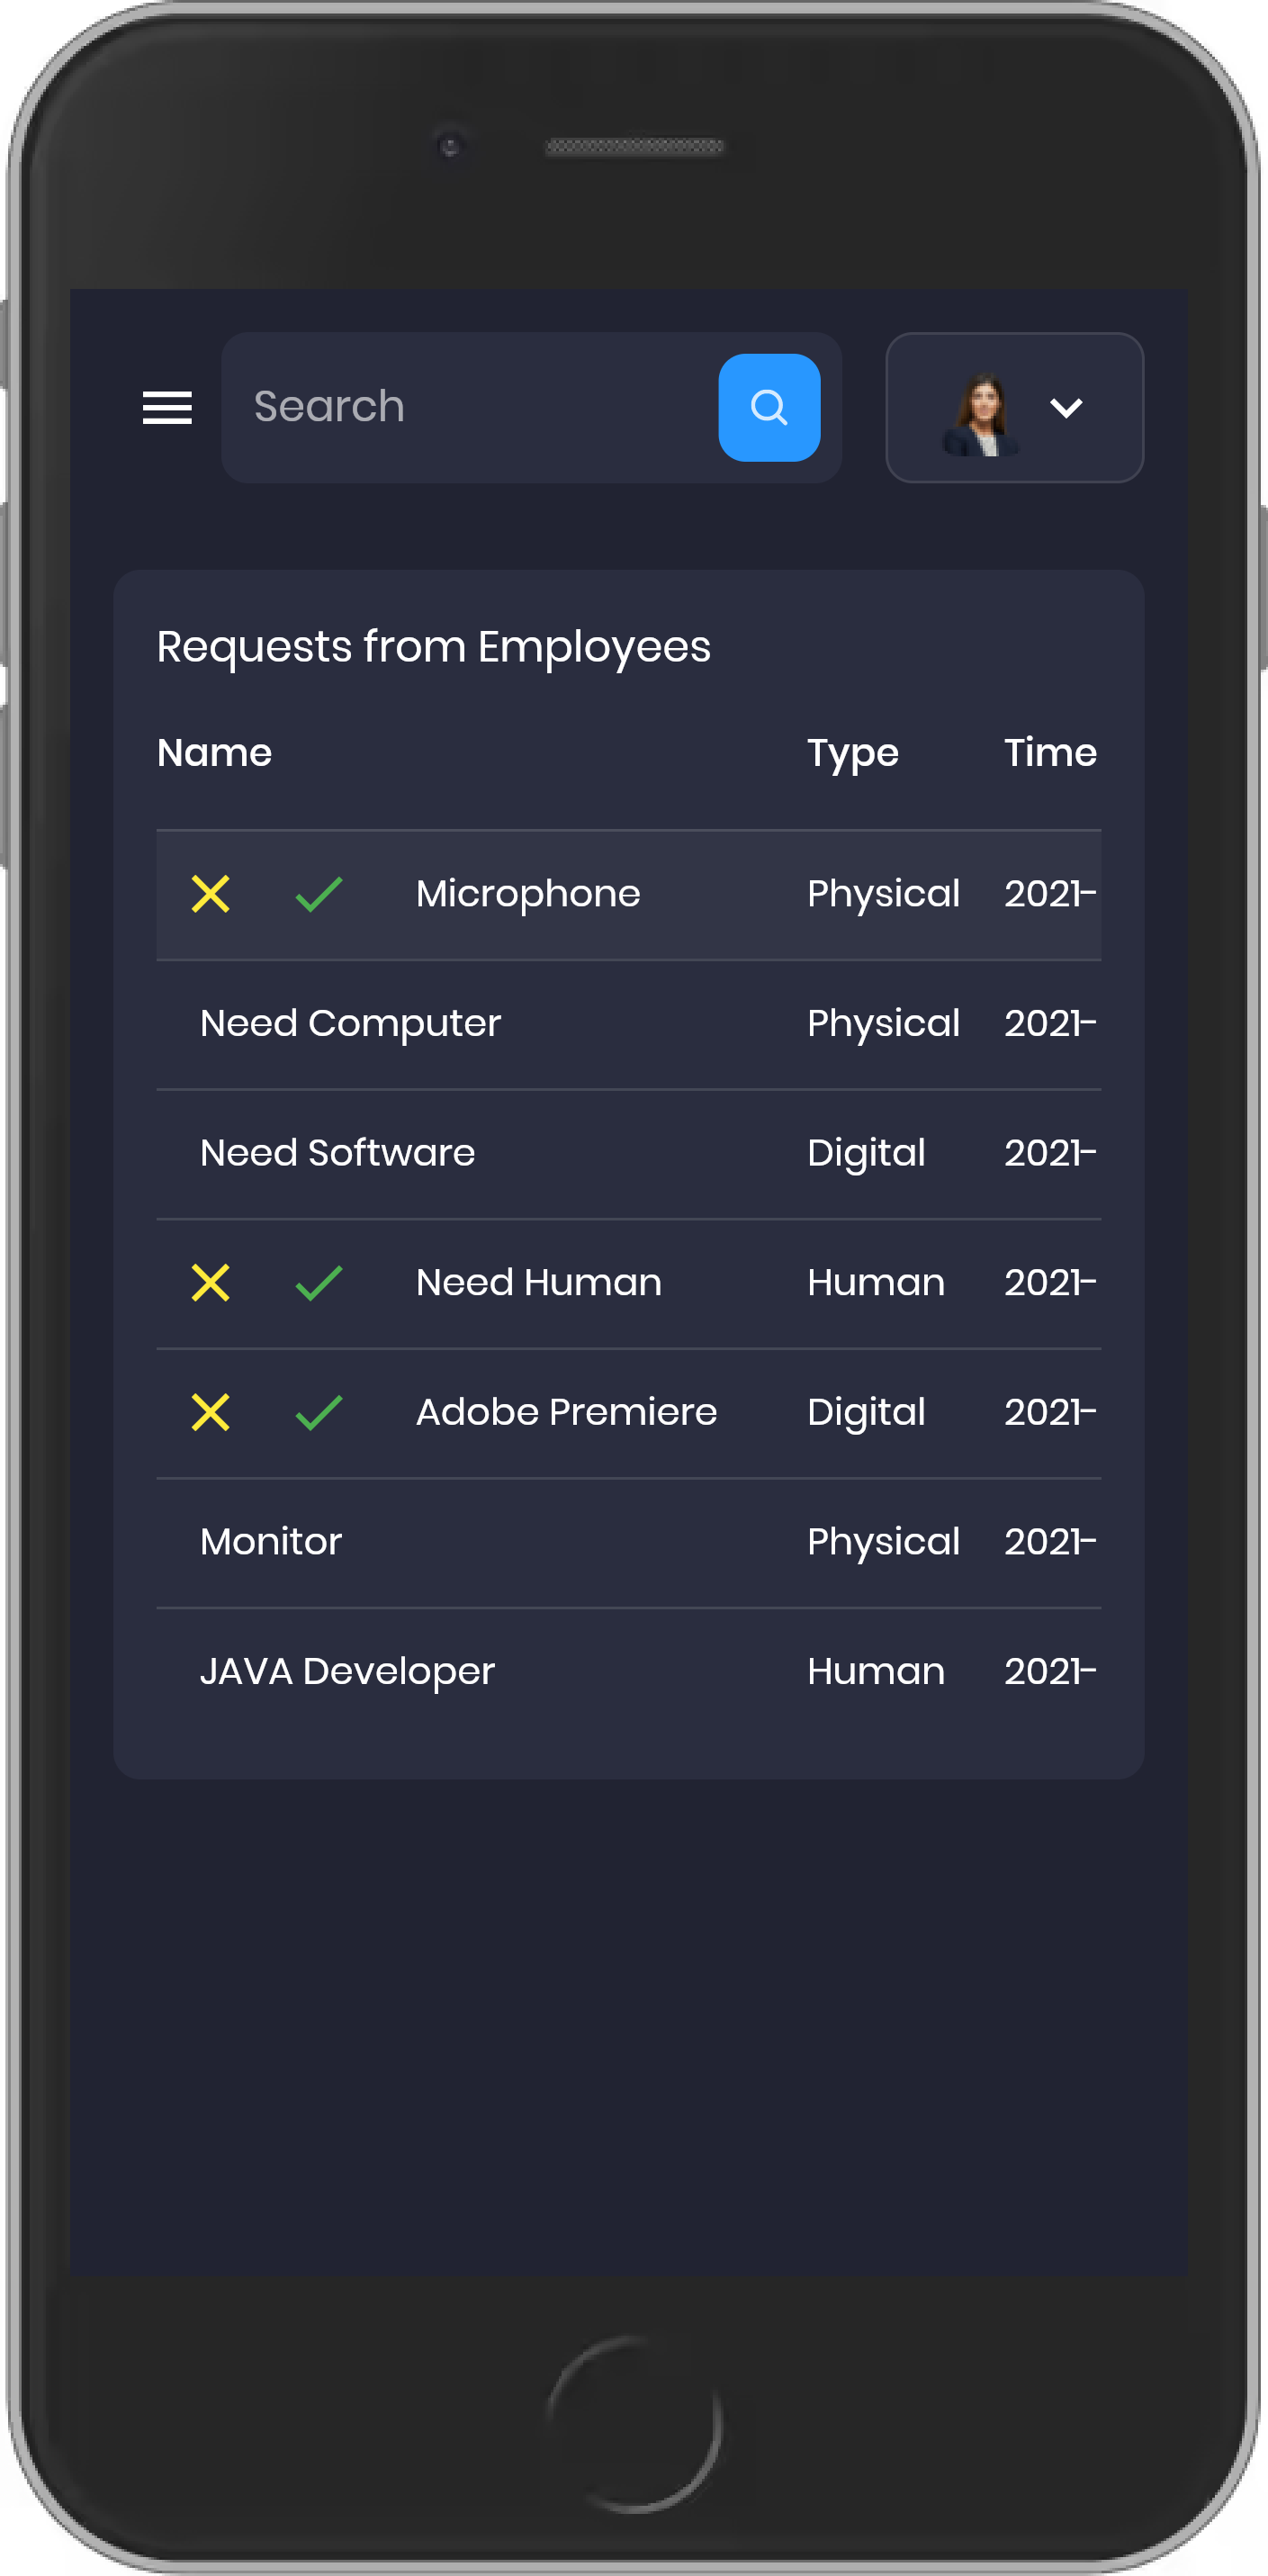 Search
Requests from Employees
Name Type Time
Microphone Physical 2021-
Need Computer Physical 2021-
Need Software Digital 2021-
Need Human Human 2021-
Adobe Premiere Digital 2021-
Monitor Physical 2021-
JAVA Developer Human 2021-